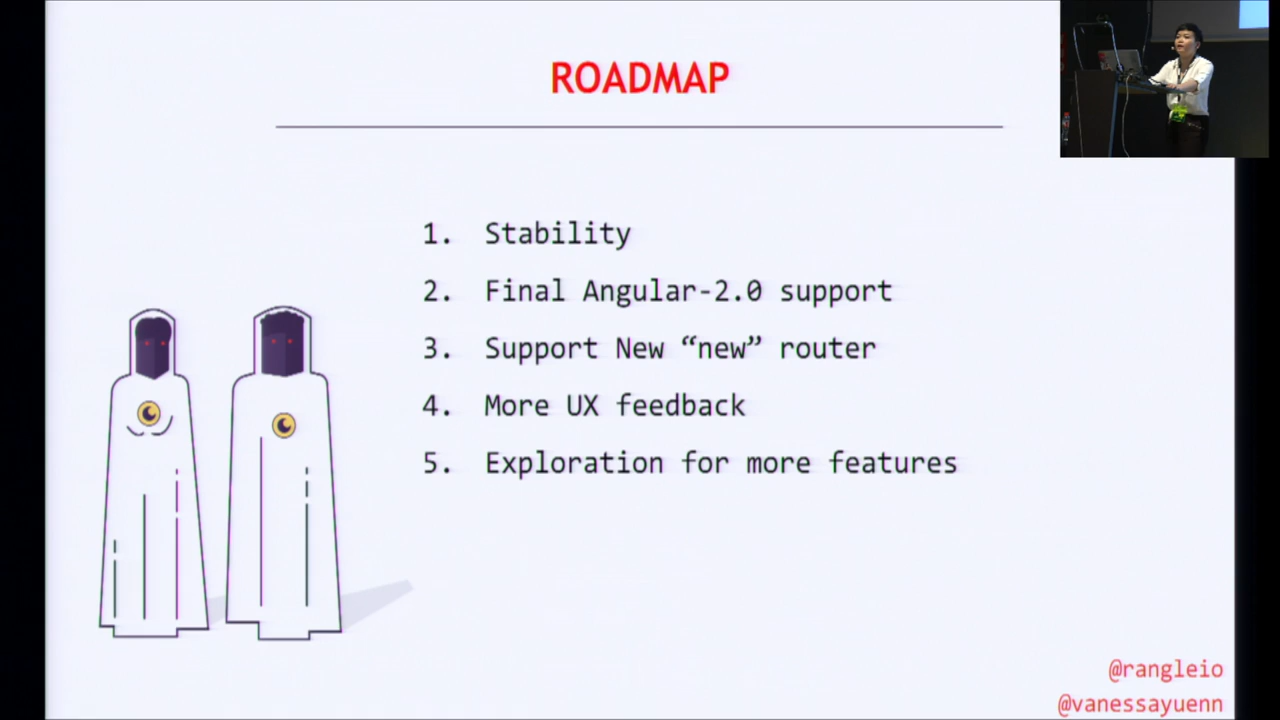 ROADMAP
1. Stability
2. Final Angular-2.0 support
3. Support New “new” router
4. More UX feedback
5. Exploration for more features
@rangleio
@vanessayuenn